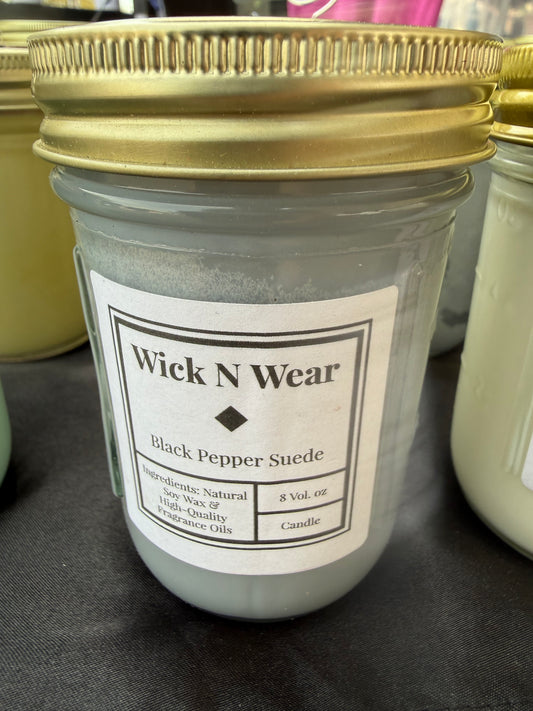 Wick N Wear
Black Pepper Suede
Ingredients: Natural
Soy Wax &
High-Quality
Fragrance Oils
8 Vol. oz
Candle